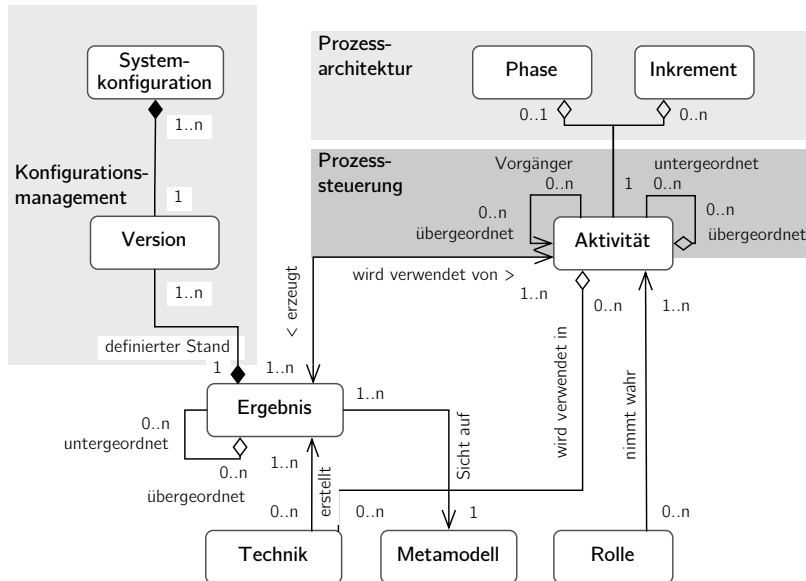 System-
konfiguration
1..n
Konfigurations-
management
1
Version
1..n
definierter Stand
1
Prozess-
architektur
Phase
Inkrement
0..1
0..n
Prozess-
steuerung
Vorgänger
0..n
untergeordnet
1
0..n
0..n
übergeordnet
0..n
übergeordnet
Aktivität
wird verwendet von >
1..n
0..n
1..n
< erzeugt
1..n
Ergebnis
1..n
0..n
untergeordnet
0..n
übergeordnet
1..n
erstellt
Sicht auf
wird verwendet in
nimmt wahr
0..n
0..n
1
0..n
Technik
Metamodell
Rolle